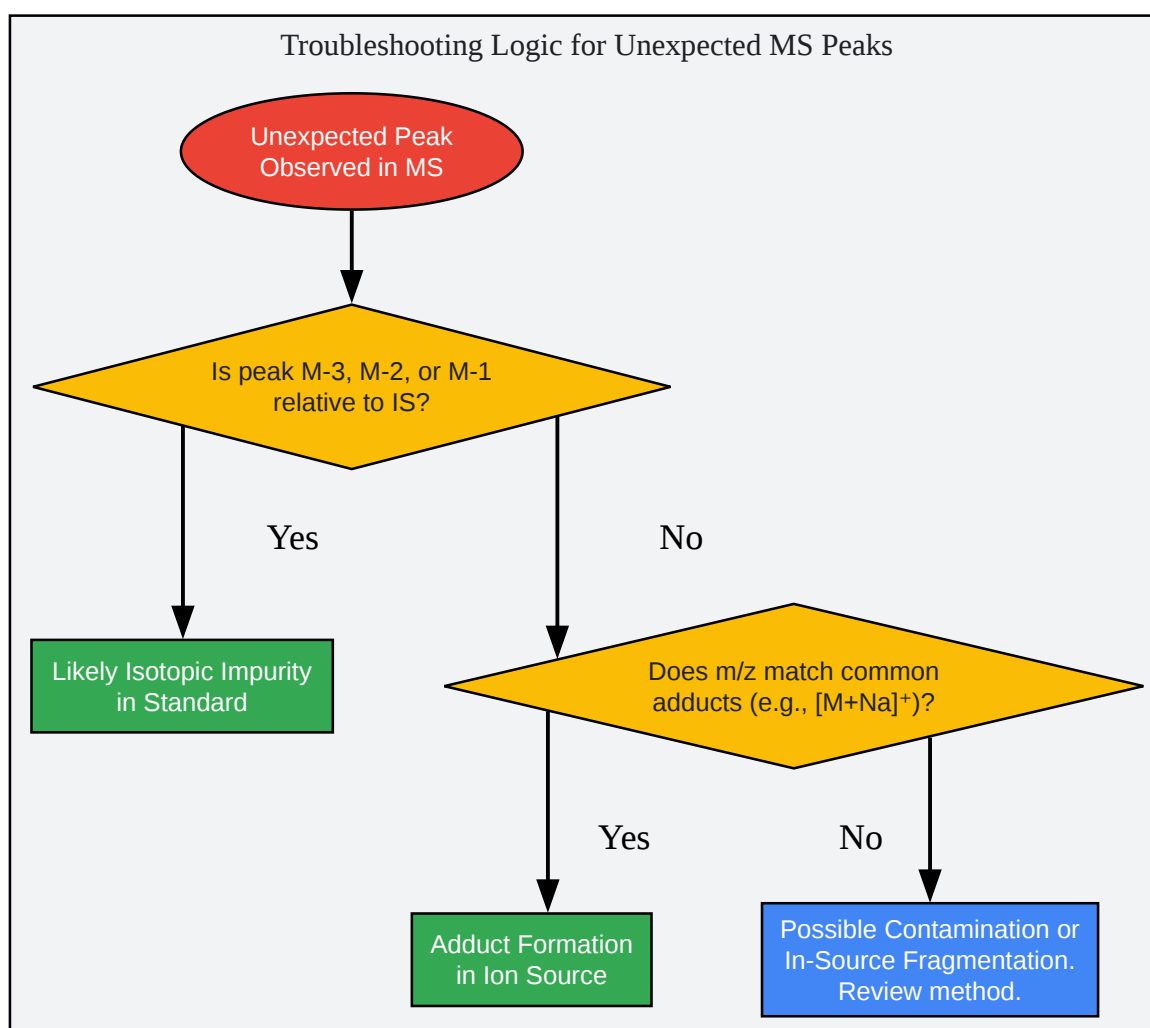 Troubleshooting Logic for Unexpected MS Peaks
Unexpected Peak
Observed in MS
Is peak M-3, M-2, or M-1
relative to IS?
Yes
No
Likely Isotopic Impurity
in Standard
Does m/z match common
adducts (e.g., [M+Na]⁺)?
Yes
No
Adduct Formation
in Ion Source
Possible Contamination or
In-Source Fragmentation.
Review method.